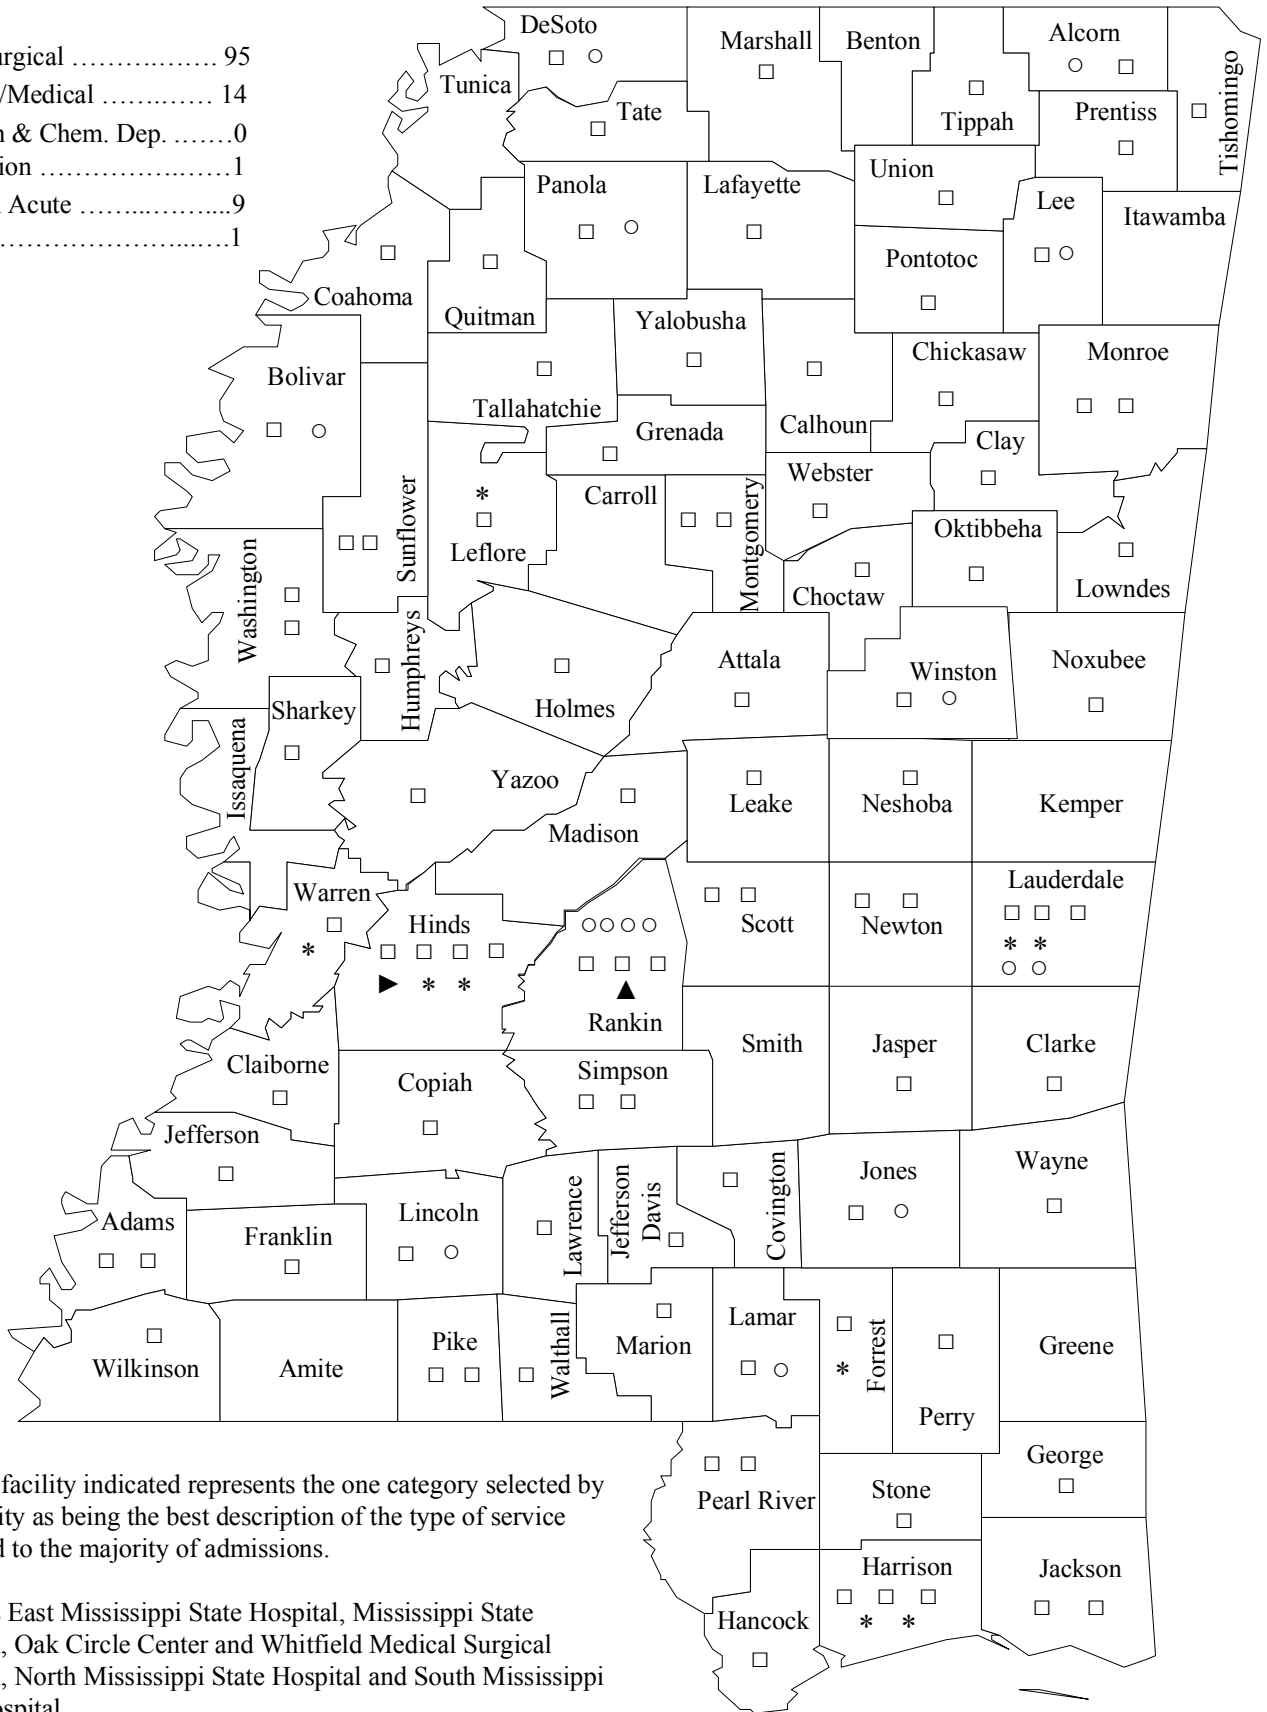 urgical ……………… 95
/Medical …………… 14
n & Chem. Dep. .……0
ion ……………………1
l Acute …………...…9
………………………...….1
DeSoto
Marshall
Benton
Alcorn
Tunica
Tishomingo
Tate
Tippah
Prentiss
Panola
Lafayette
Union
Lee
Itawamba
Coahoma
Quitman
Pontotoc
Yalobusha
Chickasaw
Monroe
Bolivar
Tallahatchie
Calhoun
Grenada
Clay
Sunflower
Leflore
Carroll
Montgomery
Webster
Oktibbeha
Washington
Choctaw
Lowndes
Humphreys
Holmes
Attala
Winston
Noxubee
Sharkey
Issaquena
Yazoo
Madison
Leake
Neshoba
Kemper
Warren
Hinds
Rankin
Scott
Newton
Lauderdale
* *
*
* *
Claiborne
Copiah
Simpson
Smith
Jasper
Clarke
Jefferson
Adams
Franklin
Lincoln
Lawrence
Jefferson
Davis
Covington
Jones
Wayne
Wilkinson
Amite
Pike
Walthall
Marion
Lamar
Forrest
*
Perry
Greene
George
Pearl River
Stone
Hancock
Harrison
* *
Jackson
facility indicated represents the one category selected by
ity as being the best description of the type of service
d to the majority of admissions.
East Mississippi State Hospital, Mississippi State
, Oak Circle Center and Whitfield Medical Surgical
, North Mississippi State Hospital and South Mississippi
ospital